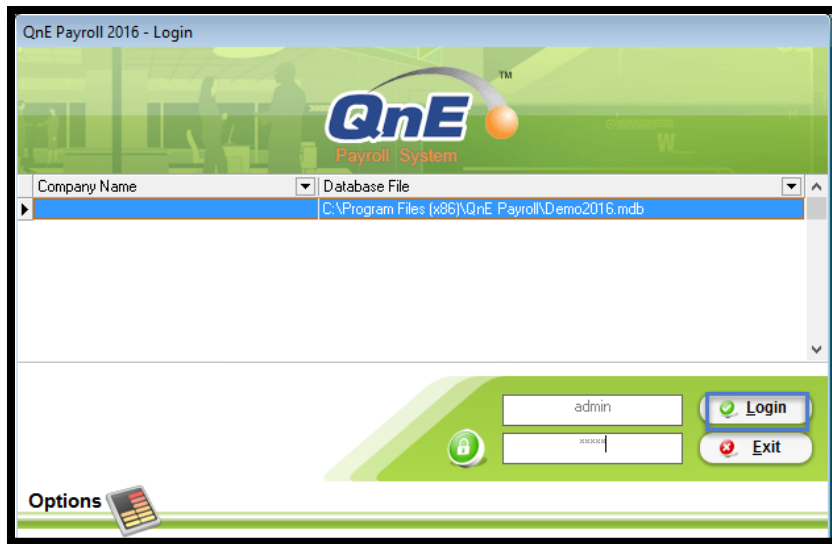 QnE Payroll 2016 - Login
TM
QnE
Payroll System
W
Company Name Database File
C:\Program Files (x86)\QnE Payroll\Demo2016.mdb
admin
Login
xxxxx
Exit
Options